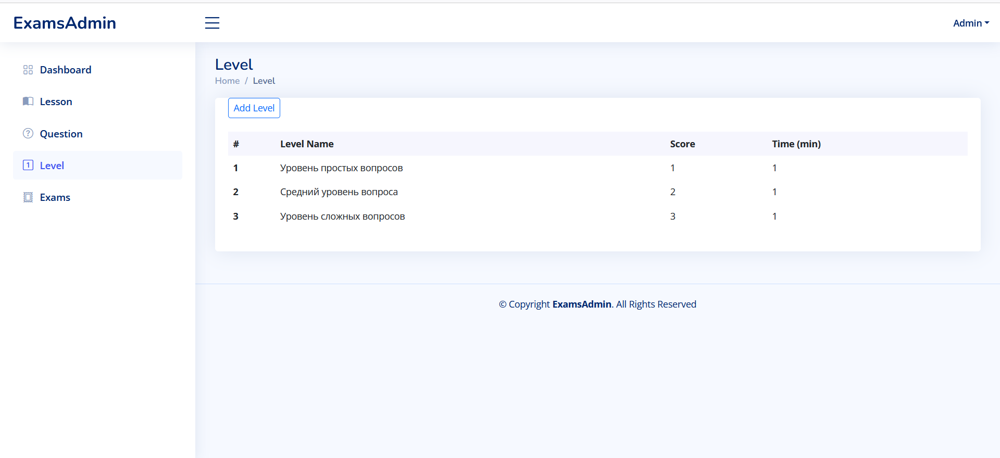 ExamsAdmin
Admin
Dashboard
Lesson
Question
Level
Exams
Level
Home / Level
Add Level
# Level Name Score Time (min)
1 Уровень простых вопросов 1 1
2 Средний уровень вопроса 2 1
3 Уровень сложных вопросов 3 1
© Copyright ExamsAdmin. All Rights Reserved